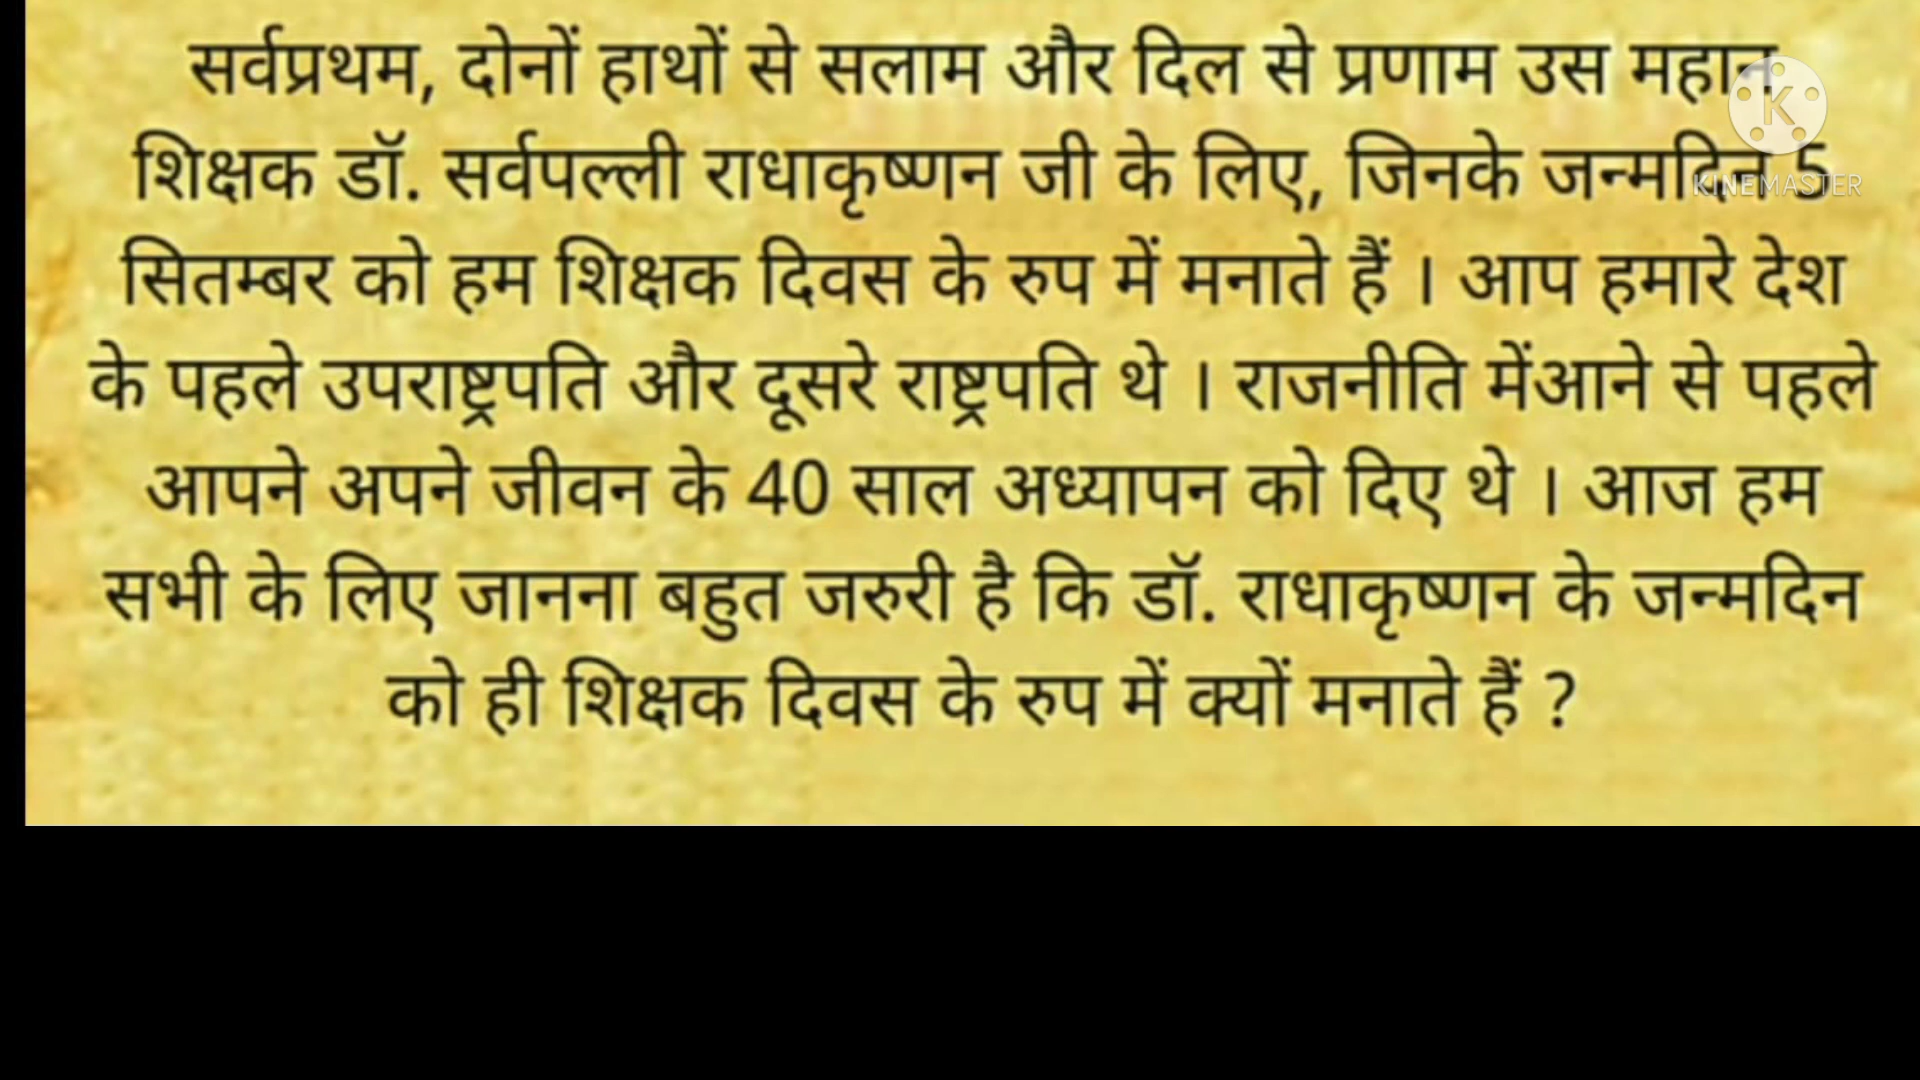 सर्वप्रथम, दोनों हाथों से सलाम और दिल से प्रणाम उस महान
शिक्षक डॉ. सर्वपल्ली राधाकृष्णन जी के लिए, जिनके जन्मदिन 5
सितम्बर को हम शिक्षक दिवस के रुप में मनाते हैं । आप हमारे देश
के पहले उपराष्ट्रपति और दूसरे राष्ट्रपति थे । राजनीति मेंआने से पहले
आपने अपने जीवन के 40 साल अध्यापन को दिए थे । आज हम
सभी के लिए जानना बहुत जरुरी है कि डॉ. राधाकृष्णन के जन्मदिन
को ही शिक्षक दिवस के रुप में क्यों मनाते हैं ?
K
KINEMASTER